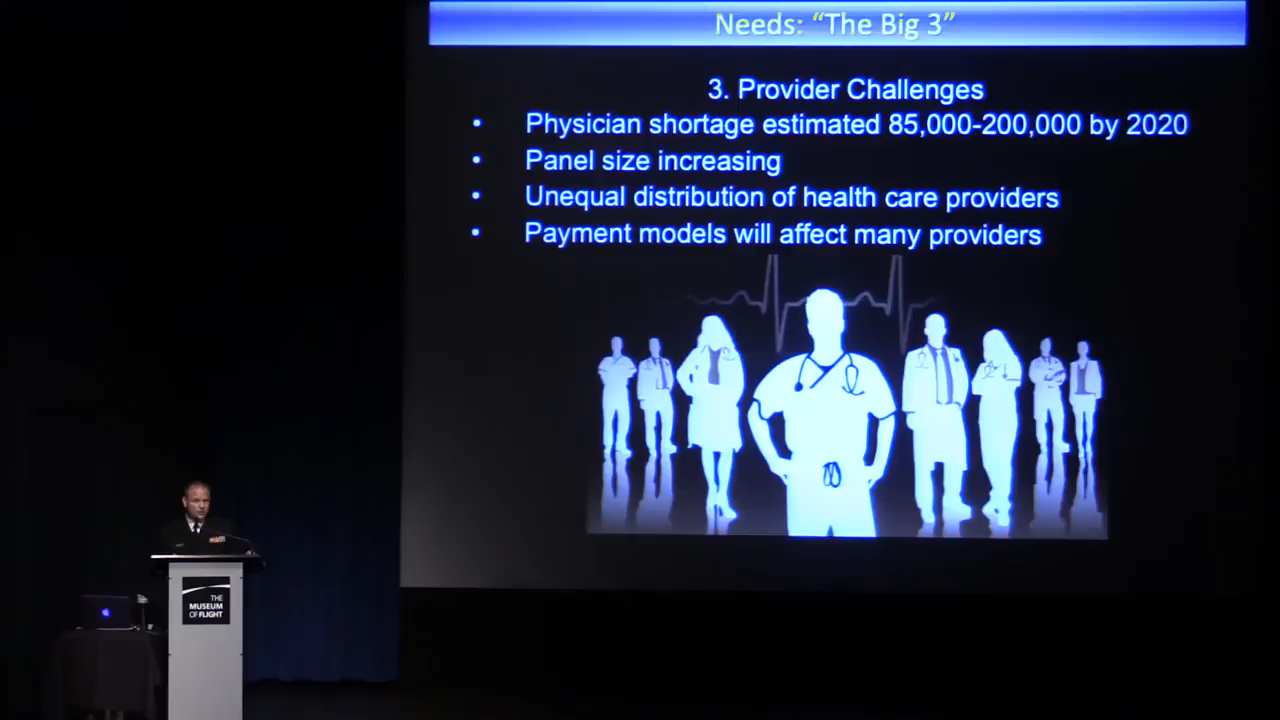 Needs: “The Big 3”
3. Provider Challenges
• Physician shortage estimated 85,000-200,000 by 2020
• Panel size increasing
• Unequal distribution of health care providers
• Payment models will affect many providers
THE
MUSEUM
OF FLIGHT